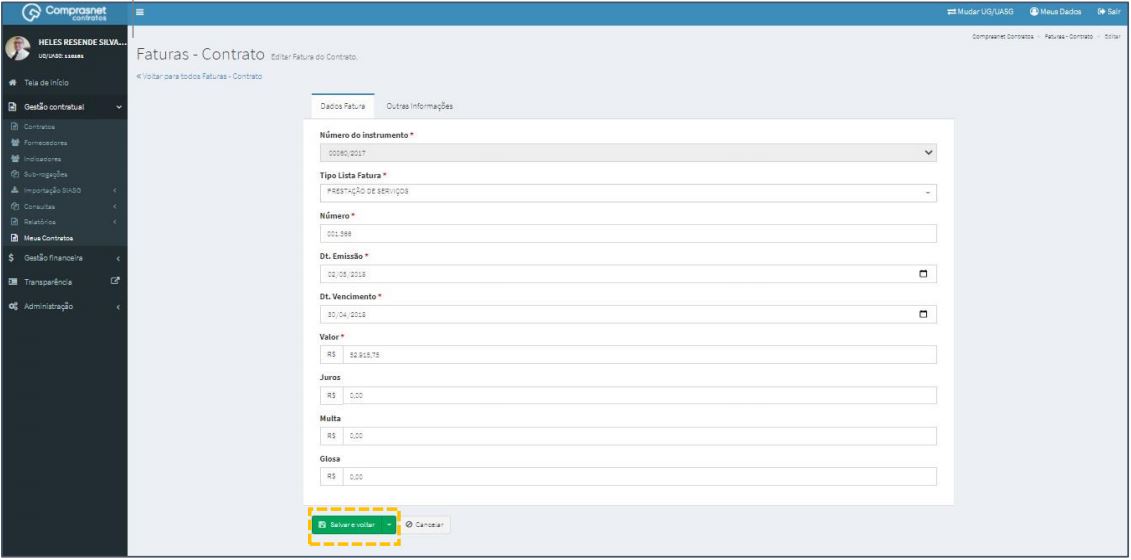 Comprasnet
contratos
Mudar UG/UASG
Meus Dados
Sair
HELES RESENDE SILVA...
UG/UASG: 110161
Comprasnet Contratos > Faturas - Contrato > Editar
Faturas - Contrato Editar Fatura do Contrato.
« Voltar para todos Faturas - Contrato
Tela de Início
Gestão contratual
Contratos
Fornecedores
Indicadores
Sub-rogações
Importação SIASG
Consultas
Relatórios
Meus Contratos
Gestão financeira
Transparência
Administração
Dados Fatura
Outras Informações
Número do instrumento *
00060/2017
Tipo Lista Fatura *
PRESTAÇÃO DE SERVIÇOS
Número *
001.366
Dt. Emissão *
02/05/2018
Dt. Vencimento *
30/04/2018
Valor *
R$ 52.915,75
Juros
R$ 0,00
Multa
R$ 0,00
Glosa
R$ 0,00
Salvar e voltar
Cancelar